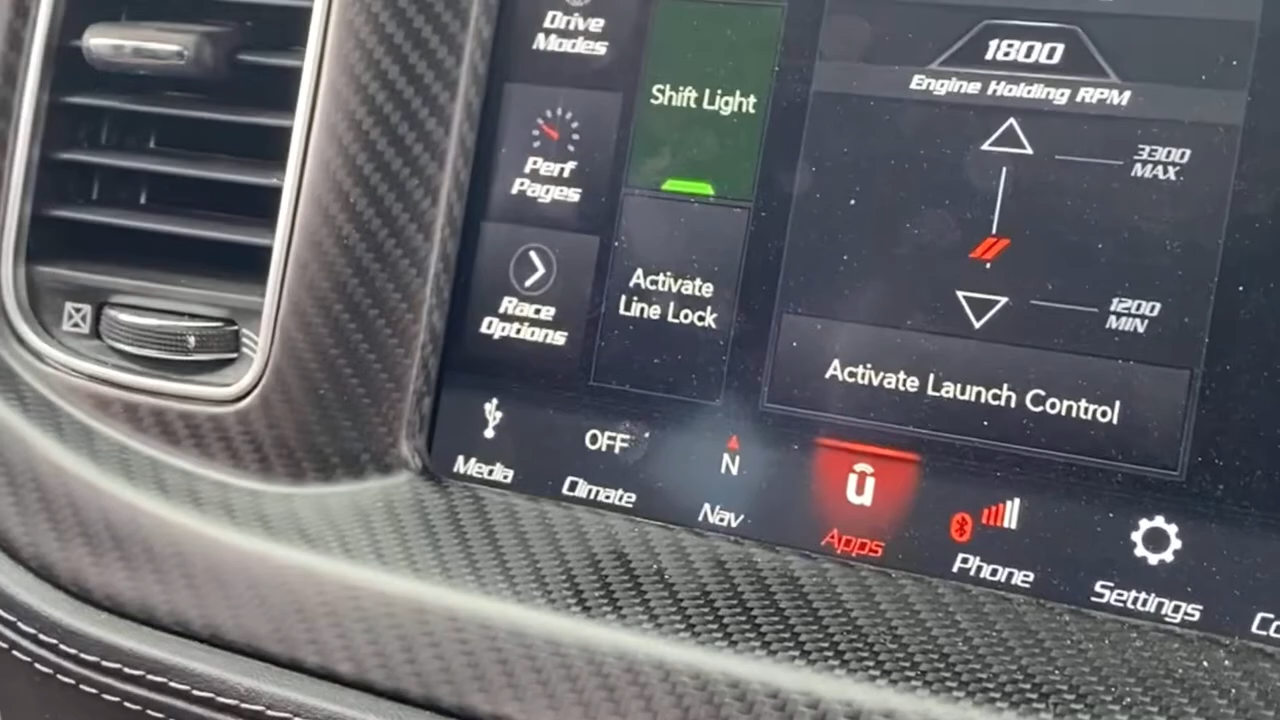 Drive
Modes
Shift Light
1800
Engine Holding RPM
Perf
Pages
3300
MAX
Activate
Line Lock
Race
Options
1200
MIN
Activate Launch Control
OFF
N
û
Media
Climate
Nav
Apps
Phone
Settings